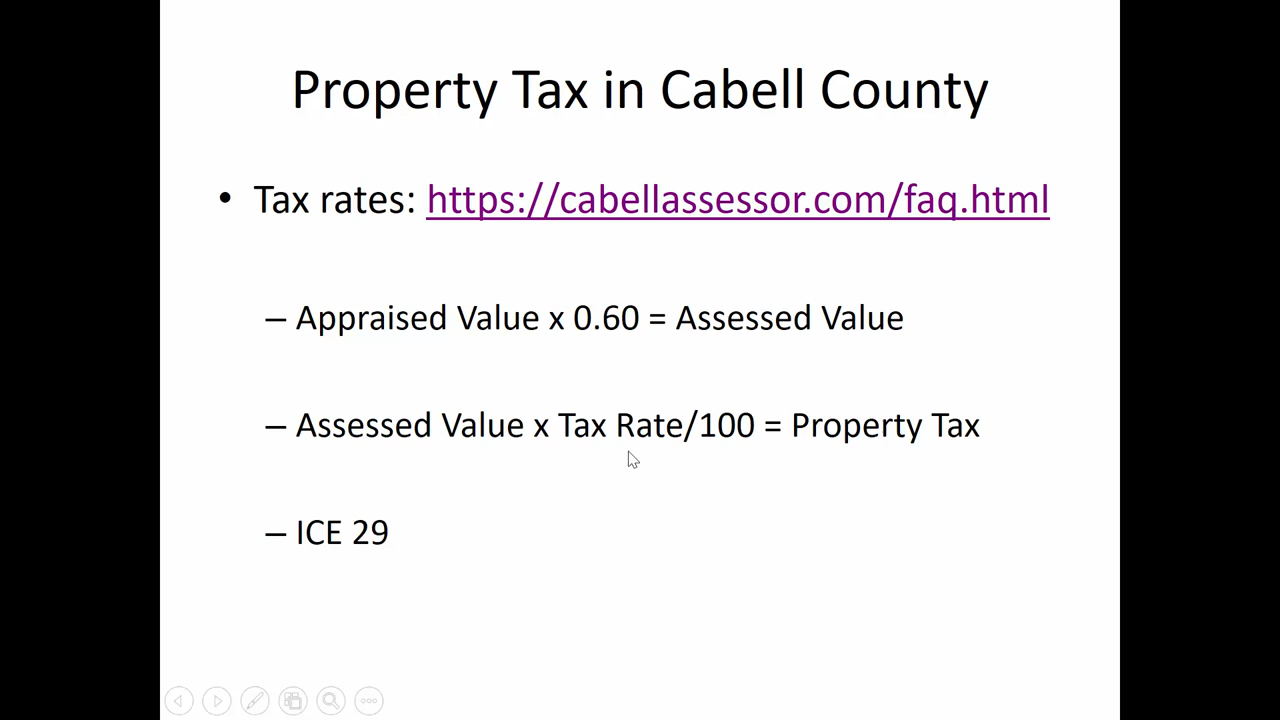 Property Tax in Cabell County
• Tax rates: https://cabellassessor.com/faq.html
– Appraised Value x 0.60 = Assessed Value
– Assessed Value x Tax Rate/100 = Property Tax
– ICE 29